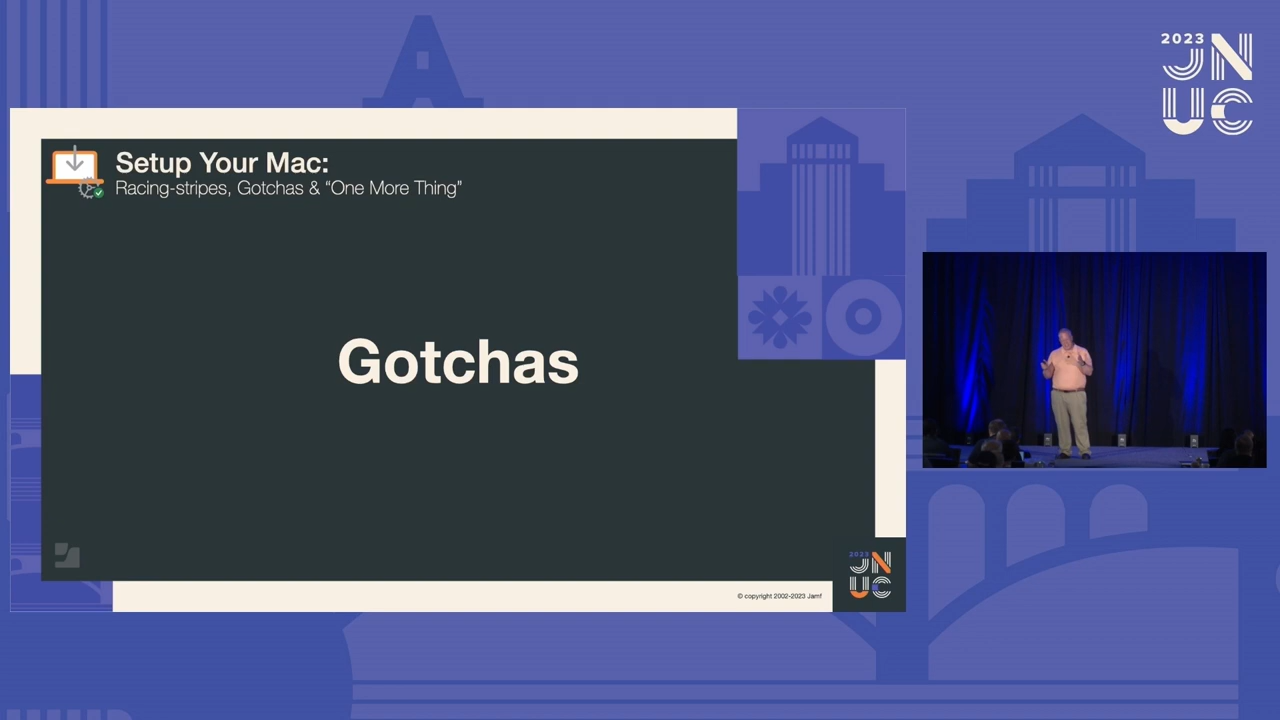 2023
JN
UC
Setup Your Mac:
Racing-stripes, Gotchas & “One More Thing”
Gotchas
2023
JN
UC
© copyright 2002-2023 Jamf